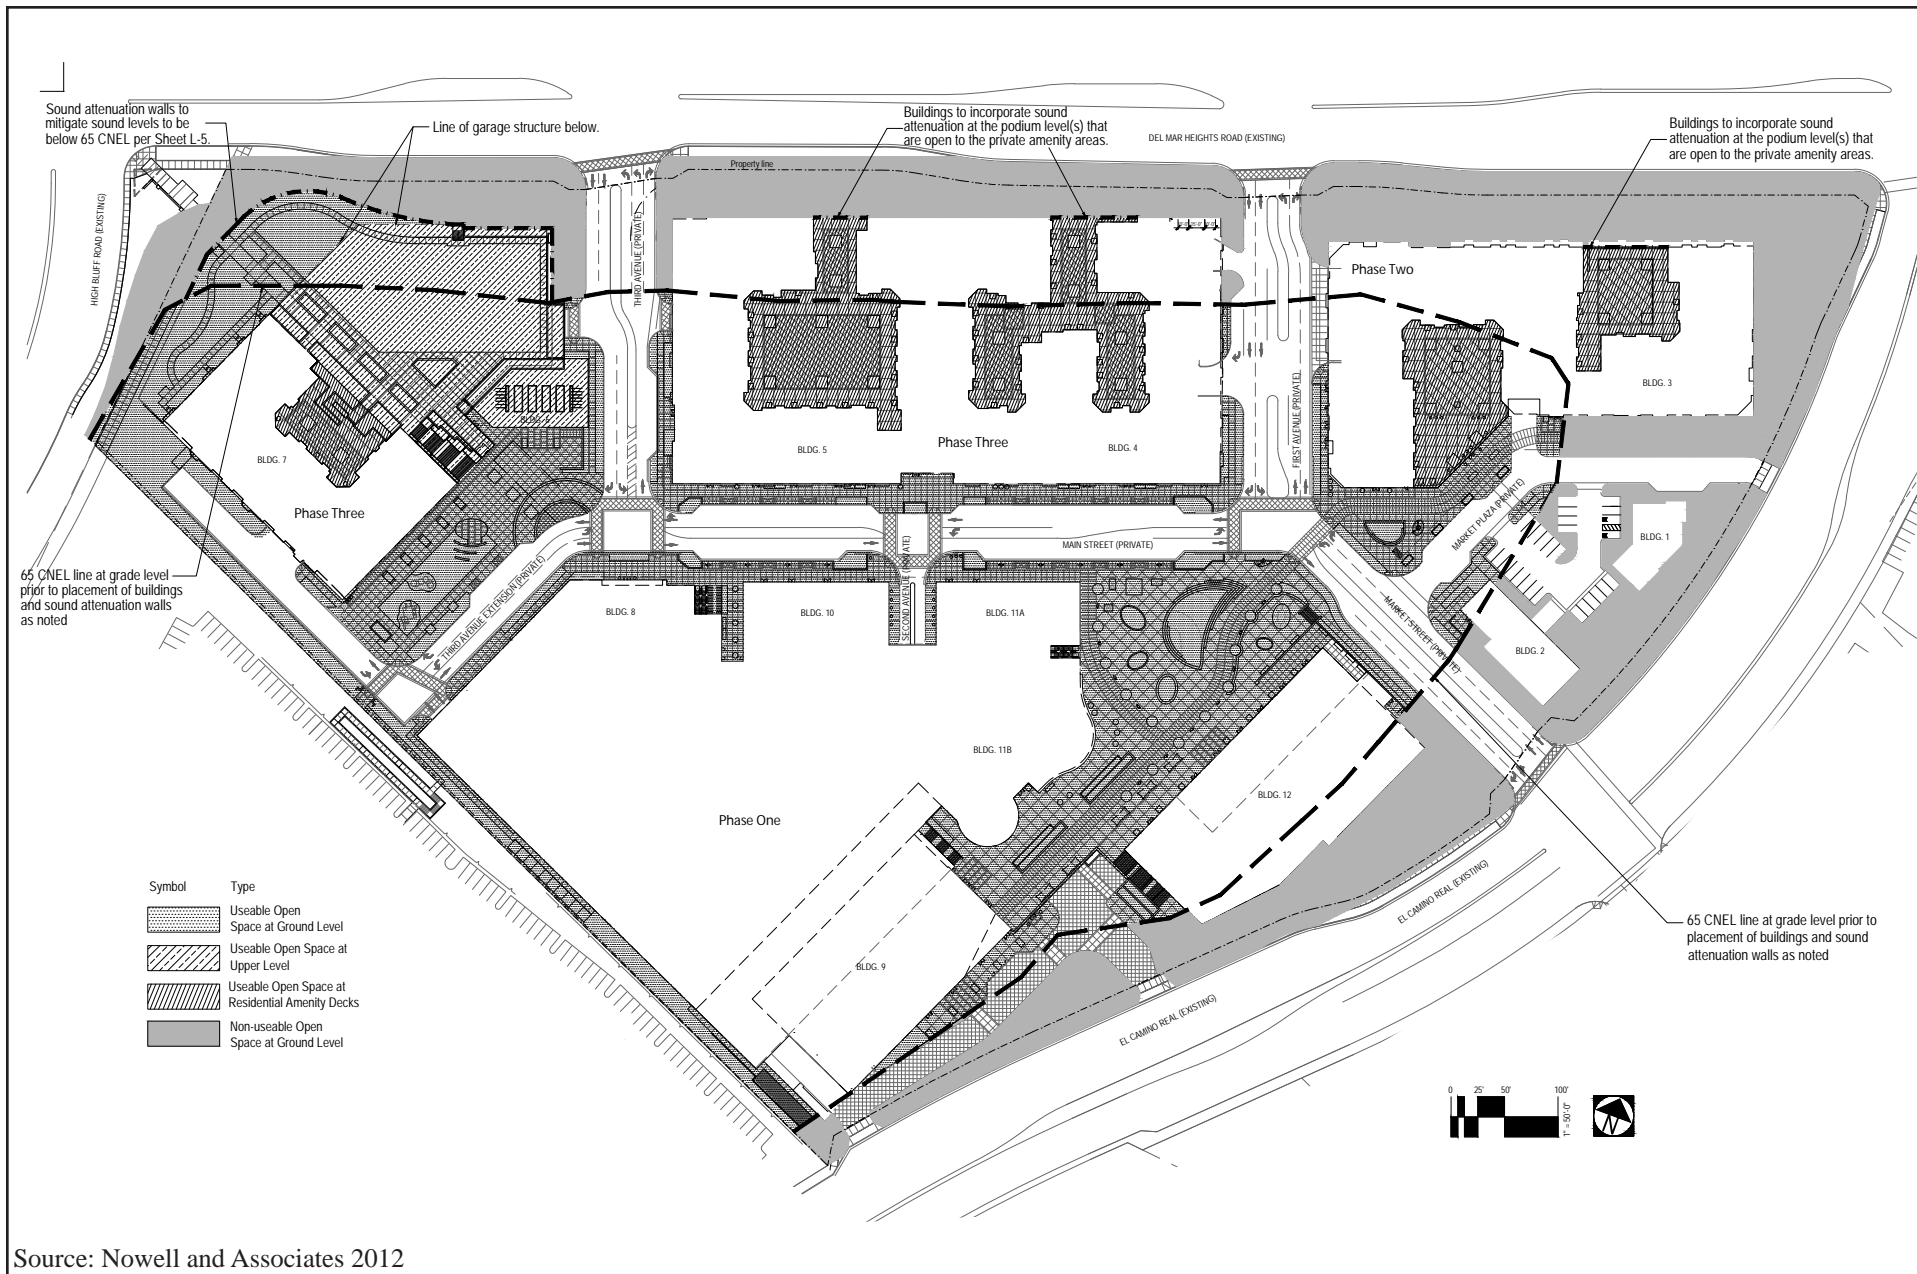 Sound attenuation walls to
mitigate sound levels to be
below 65 CNEL per Sheet L-5.
Line of garage structure below.
Buildings to incorporate sound
attenuation at the podium level(s) that
are open to the private amenity areas.
DEL MAR HEIGHTS ROAD (EXISTING)
Buildings to incorporate sound
attenuation at the podium level(s) that
are open to the private amenity areas.
Property line
HIGH BLUFF ROAD (EXISTING)
THIRD AVENUE (PRIVATE)
FIRST AVENUE (PRIVATE)
Phase Two
BLDG. 3
BLDG. 5
Phase Three
BLDG. 4
BLDG. 7
Phase Three
MARKET PLAZA (PRIVATE)
BLDG. 1
MAIN STREET (PRIVATE)
65 CNEL line at grade level
prior to placement of buildings
and sound attenuation walls
as noted
THIRD AVENUE EXTENSION (PRIVATE)
BLDG. 8
BLDG. 10
SECOND AVENUE (PRIVATE)
BLDG. 11A
MARKET STREET (PRIVATE)
BLDG. 2
BLDG. 11B
BLDG. 12
Phase One
BLDG. 9
EL CAMINO REAL (EXISTING)
EL CAMINO REAL (EXISTING)
65 CNEL line at grade level prior to
placement of buildings and sound
attenuation walls as noted
Symbol Type
Useable Open
Space at Ground Level
Useable Open Space at
Upper Level
Useable Open Space at
Residential Amenity Decks
Non-useable Open
Space at Ground Level
0 25' 50' 100'
1" = 50'-0"
Source: Nowell and Associates 2012